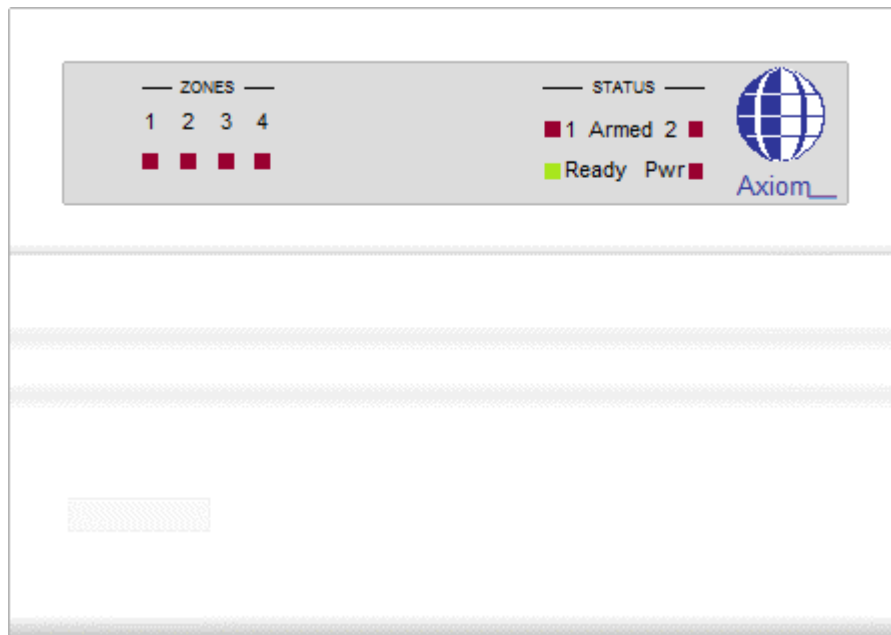 ZONES
1 2 3 4
STATUS
1 Armed 2
Ready Pwr
Axiom